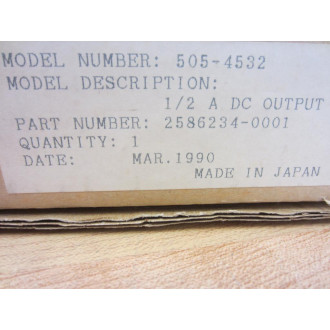 MODEL NUMBER: 505-4532
MODEL DESCRIPTION:
1/2 A DC OUTPUT
PART NUMBER: 2586234-0001
QUANTITY: 1
DATE: MAR.1990
MADE IN JAPAN